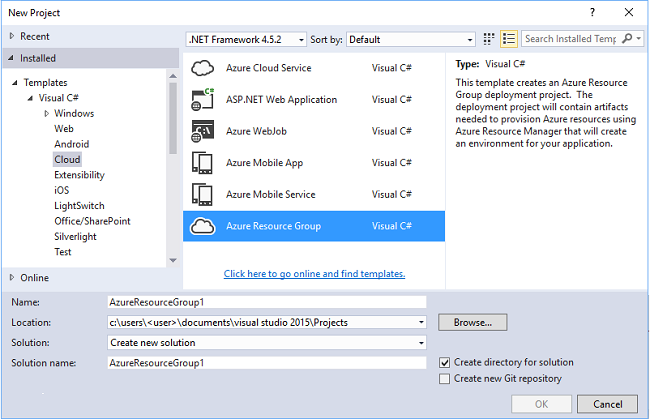 New Project
? ×
Recent
.NET Framework 4.5.2 Sort by: Default Search Installed Temp
Installed
Templates
Visual C#
Windows
Web
Android
Cloud
Extensibility
iOS
LightSwitch
Office/SharePoint
Silverlight
Test
Online
Azure Cloud Service Visual C#
ASP.NET Web Application Visual C#
Azure WebJob Visual C#
Azure Mobile App Visual C#
Azure Mobile Service Visual C#
Azure Resource Group Visual C#
Click here to go online and find templates.
Type: Visual C#
This template creates an Azure Resource
Group deployment project. The
deployment project will contain artifacts
needed to provision Azure resources using
Azure Resource Manager that will create
an environment for your application.
Name: AzureResourceGroup1
Location: c:\users\<user>\documents\visual studio 2015\Projects Browse...
Solution: Create new solution
Solution name: AzureResourceGroup1
Create directory for solution
Create new Git repository
OK Cancel